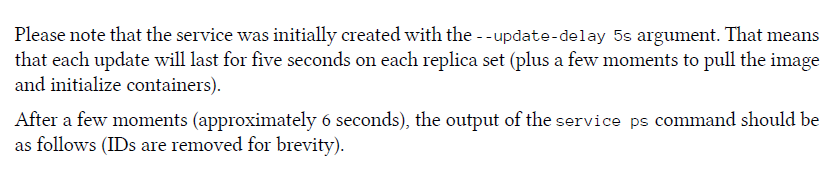 Please note that the service was initially created with the --update-delay 5s argument. That means
that each update will last for five seconds on each replica set (plus a few moments to pull the image
and initialize containers).
After a few moments (approximately 6 seconds), the output of the service ps command should be
as follows (IDs are removed for brevity).